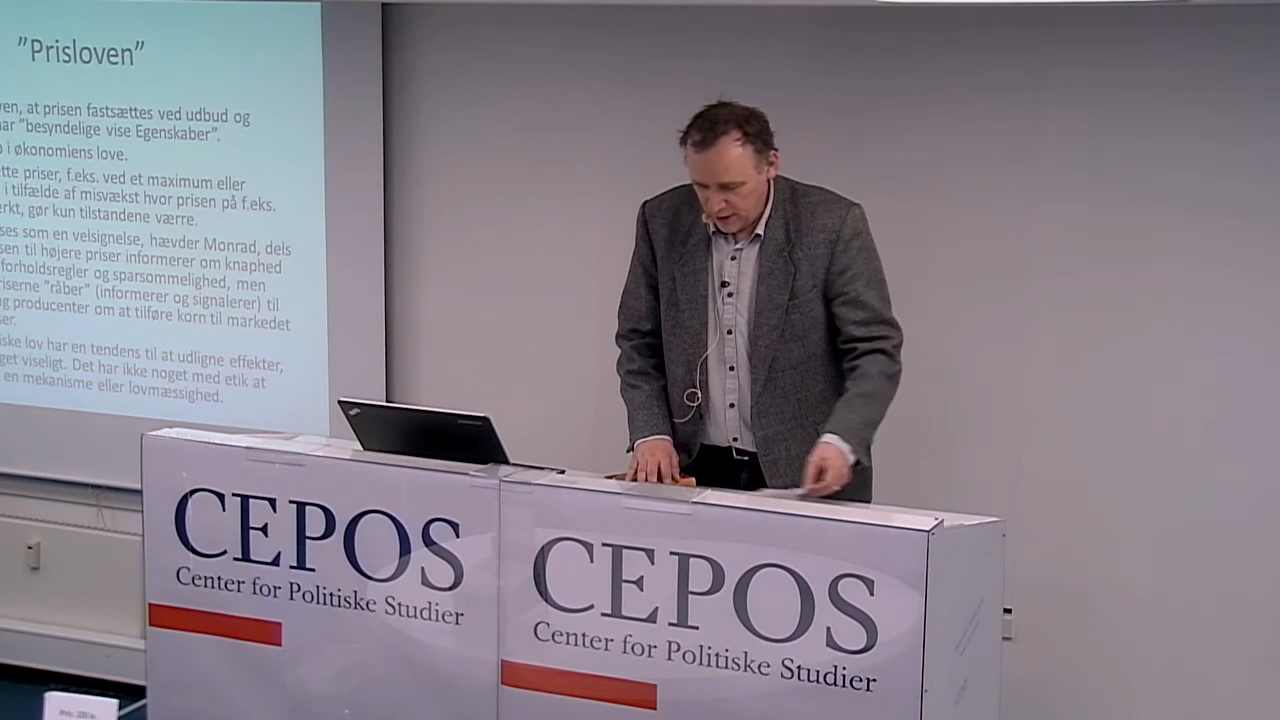 "Prisloven"
ven, at prisen fastsættes ved udbud og
har "besyndelige vise Egenskaber".
i økonomiens love.
tte priser, f.eks. ved et maximum eller
i tilfælde af misvækst hvor prisen på f.eks.
erkt, gør kun tilstandene værre.
ses som en velsignelse, hævder Monrad, dels
sen til højere priser informerer om knaphed
forholdsregler og sparsommelighed, men
riserne "råber" (informerer og signalerer) til
og producenter om at tilføre korn til markedet
ser.
iske lov har en tendens til at udligne effekter,
get viseligt. Det har ikke noget med etik at
en mekanisme eller lovmæssighed.
CEPOS
Center for Politiske Studier
CEPOS
Center for Politiske Studier